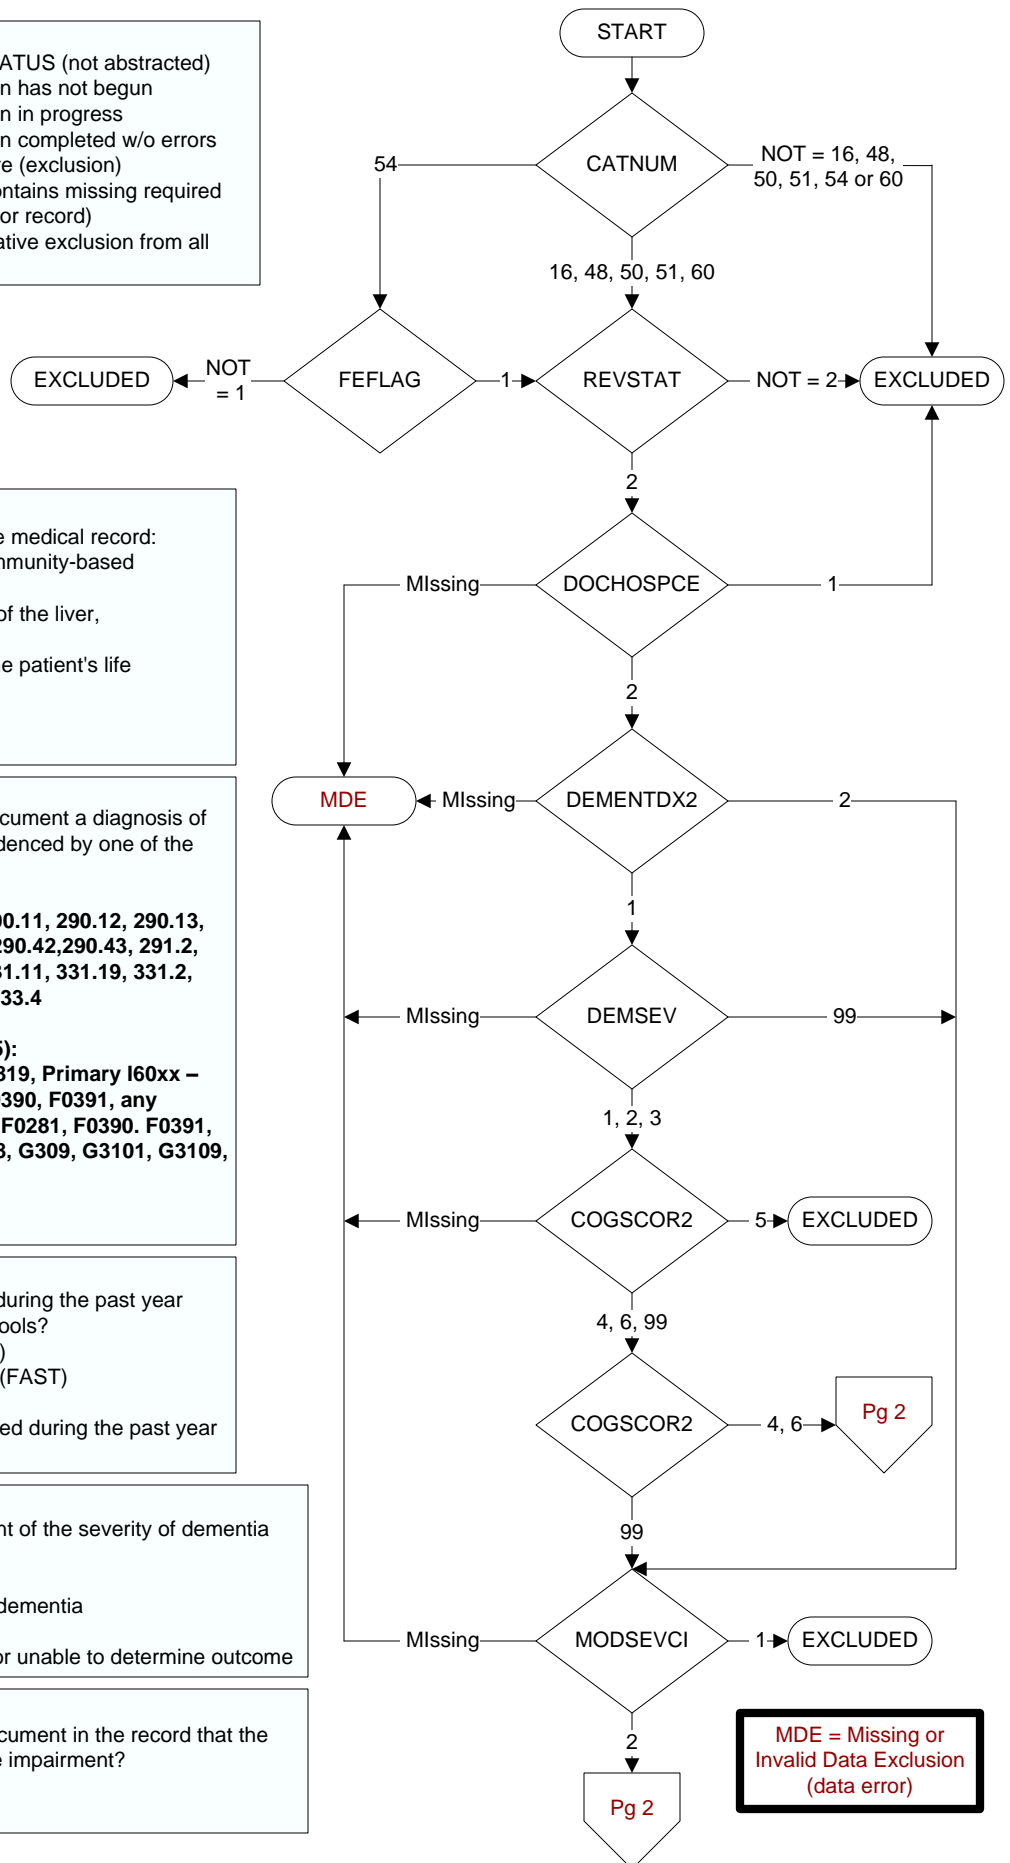 START
ATUS (not abstracted)
n has not begun
n in progress
n completed w/o errors
re (exclusion)
ontains missing required
or record)
ative exclusion from all
54
CATNUM
NOT = 16, 48,
50, 51, 54 or 60
16, 48, 50, 51, 60
EXCLUDED
NOT
= 1
FEFLAG
1
REVSTAT
NOT = 2
EXCLUDED
2
e medical record:
mmunity-based
of the liver,
ne patient's life
MIssing
DOCHOSPCE
1
2
MDE
MIssing
DEMENTDX2
2
cument a diagnosis of
denced by one of the
90.11, 290.12, 290.13,
290.42,290.43, 291.2,
31.11, 331.19, 331.2,
33.4
5):
819, Primary I60xx –
0390, F0391, any
F0281, F0390. F0391,
8, G309, G3101, G3109,
1
MIssing
DEMSEV
99
1, 2, 3
MIssing
COGSCOR2
5
EXCLUDED
during the past year
ools?
)
(FAST)
ed during the past year
4, 6, 99
COGSCOR2
4, 6
Pg 2
99
nt of the severity of dementia
dementia
or unable to determine outcome
MIssing
MODSEVCI
1
EXCLUDED
cument in the record that the
e impairment?
2
Pg 2
MDE = Missing or
Invalid Data Exclusion
(data error)